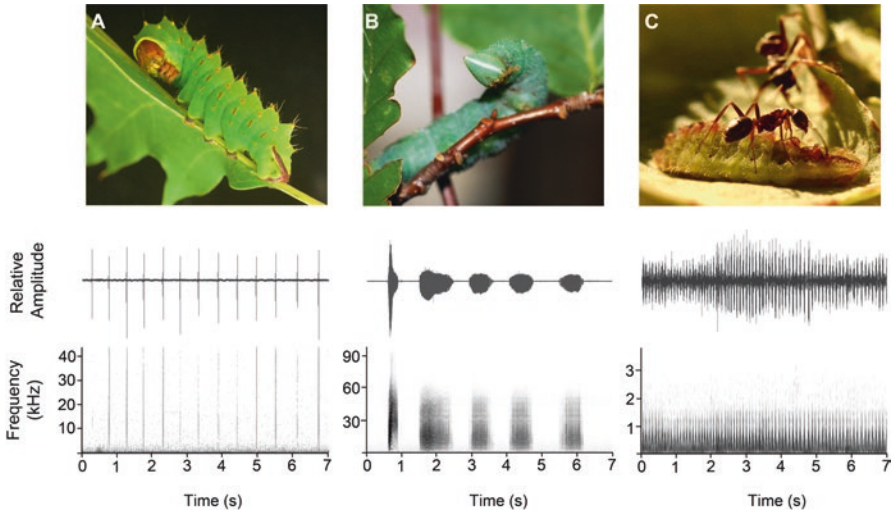 A B C
Relative
Amplitude
Frequency
(kHz)
40
30
20
10
0 1 2 3 4 5 6 7
Time (s)
90
60
30
0 1 2 3 4 5 6 7
Time (s)
3
2
1
0 1 2 3 4 5 6 7
Time (s)